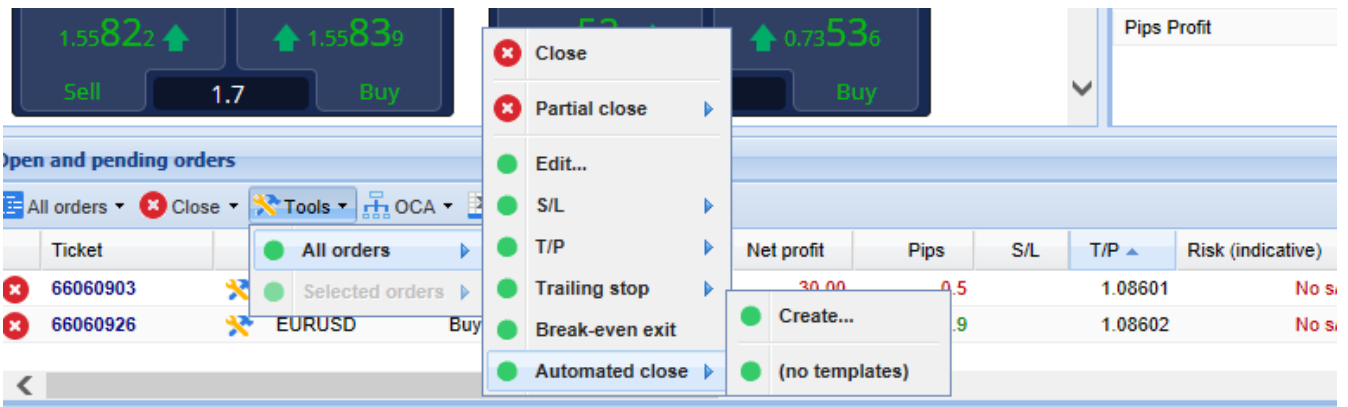 1.55822 1.55839 0.73536
Sell 1.7 Buy Buy
Pips Profit
Close
Partial close
Edit...
S/L
T/P
Trailing stop
Break-even exit
Automated close
Create...
(no templates)
Open and pending orders
All orders Close Tools OCA
All orders
Selected orders
Ticket Net profit Pips S/L T/P Risk (indicative)
66060903 30.00 0.5 1.08601 No
66060926 EURUSD Buy .9 1.08602 No